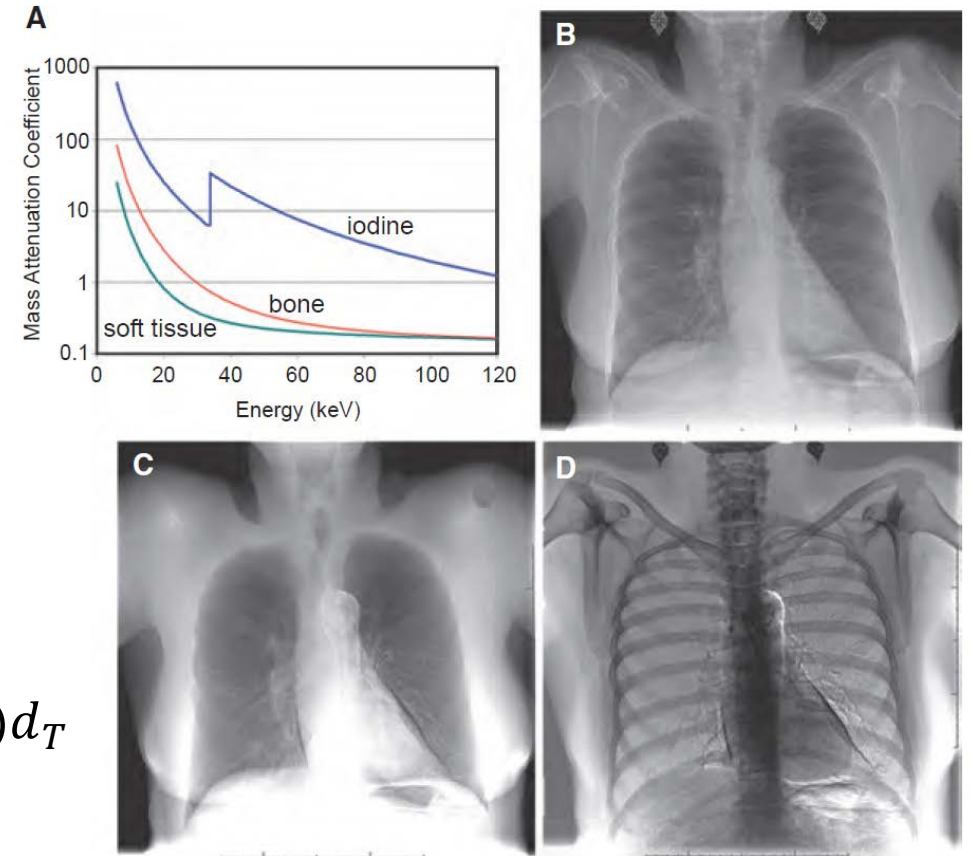 A
1000
100
10
1
0.1
Mass Attenuation Coefficient
iodine
bone
soft tissue
0 20 40 60 80 100 120
Energy (keV)
B
C
D
)d_T